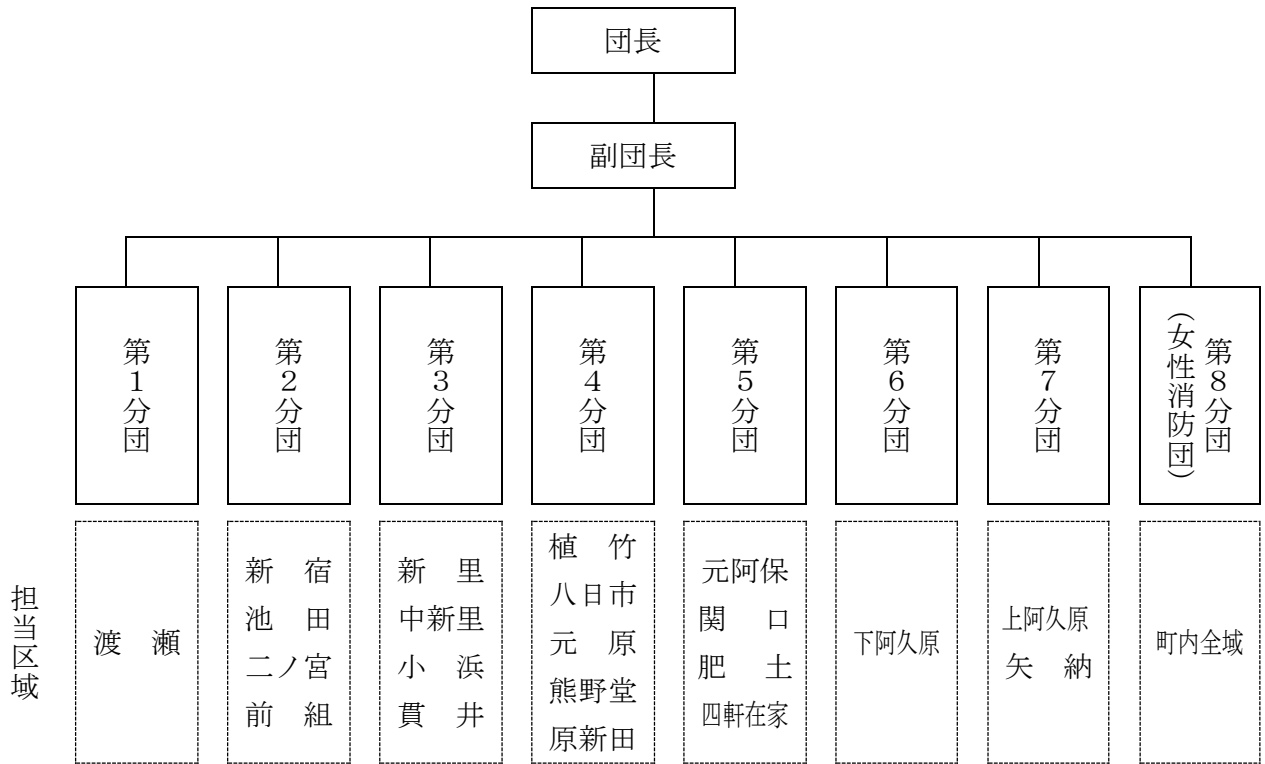 団長
副団長
第1分団
第2分団
第3分団
第4分団
第5分団
第6分団
第7分団
第8分団
(女性消防団)
担当区域
渡瀬
新宿
池田
二ノ宮
前組
新里
中新里
小浜
貫井
植竹
八日市
元原
熊野堂
原新田
元阿保
関口
肥土
四軒在家
下阿久原
上阿久原
矢納
町内全域